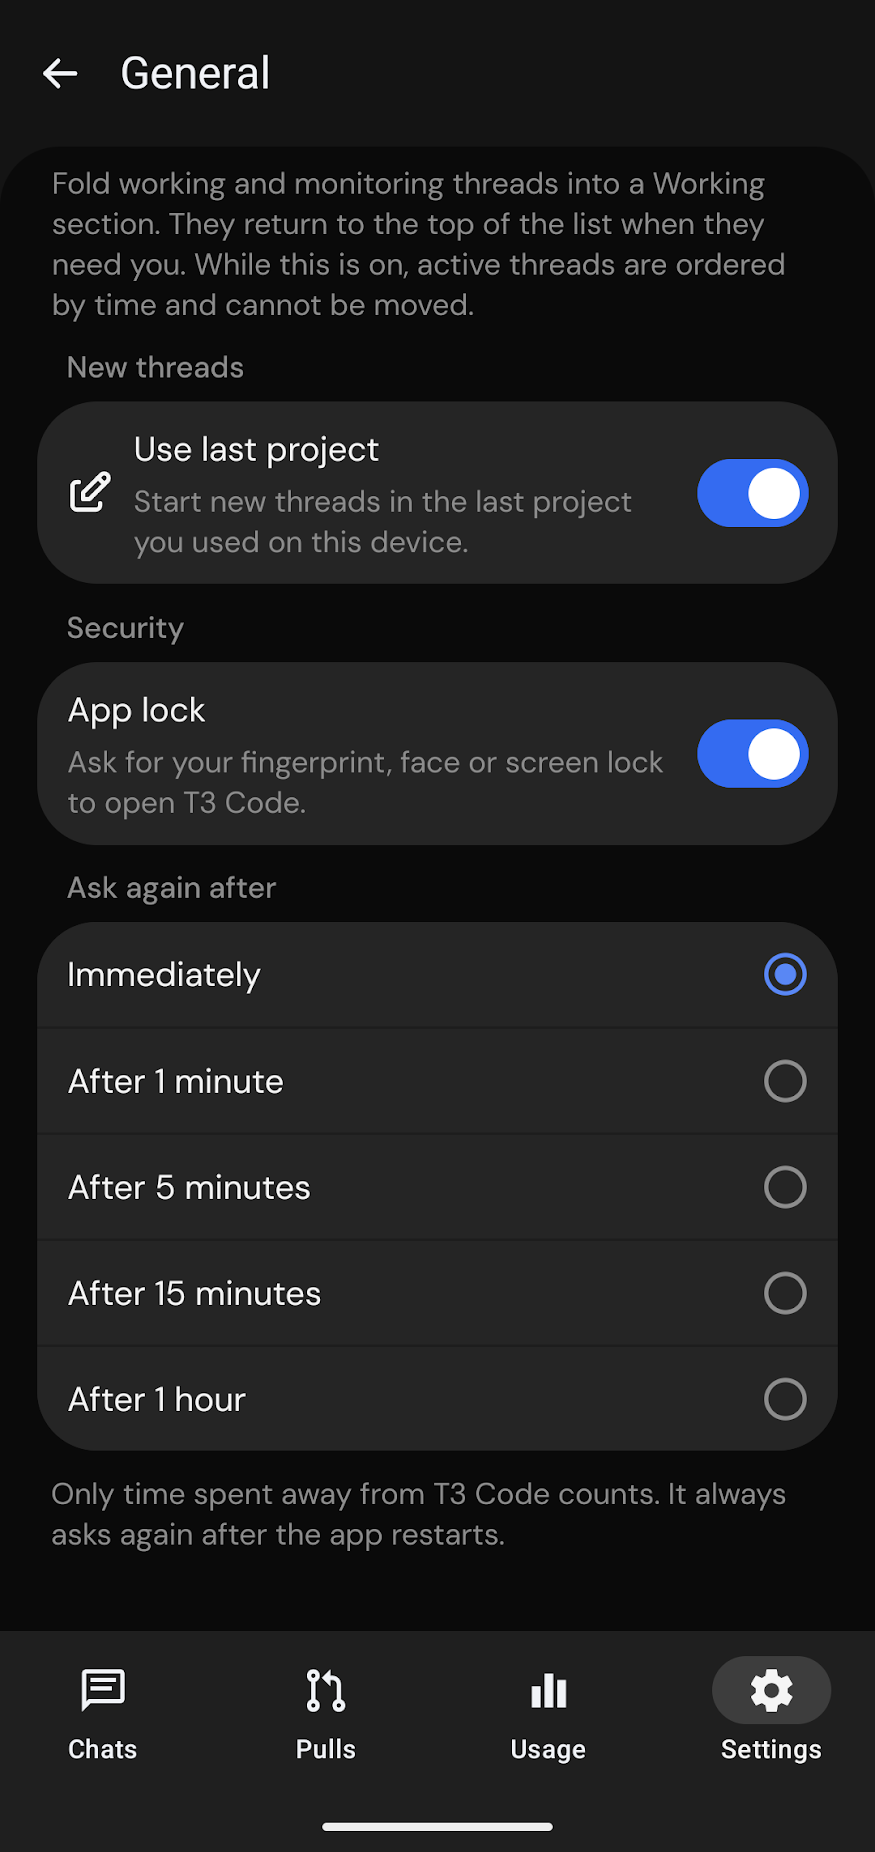 General
Fold working and monitoring threads into a Working
section. They return to the top of the list when they
need you. While this is on, active threads are ordered
by time and cannot be moved.
New threads
Use last project
Start new threads in the last project
you used on this device.
Security
App lock
Ask for your fingerprint, face or screen lock
to open T3 Code.
Ask again after
Immediately
After 1 minute
After 5 minutes
After 15 minutes
After 1 hour
Only time spent away from T3 Code counts. It always
asks again after the app restarts.
Chats
Pulls
Usage
Settings